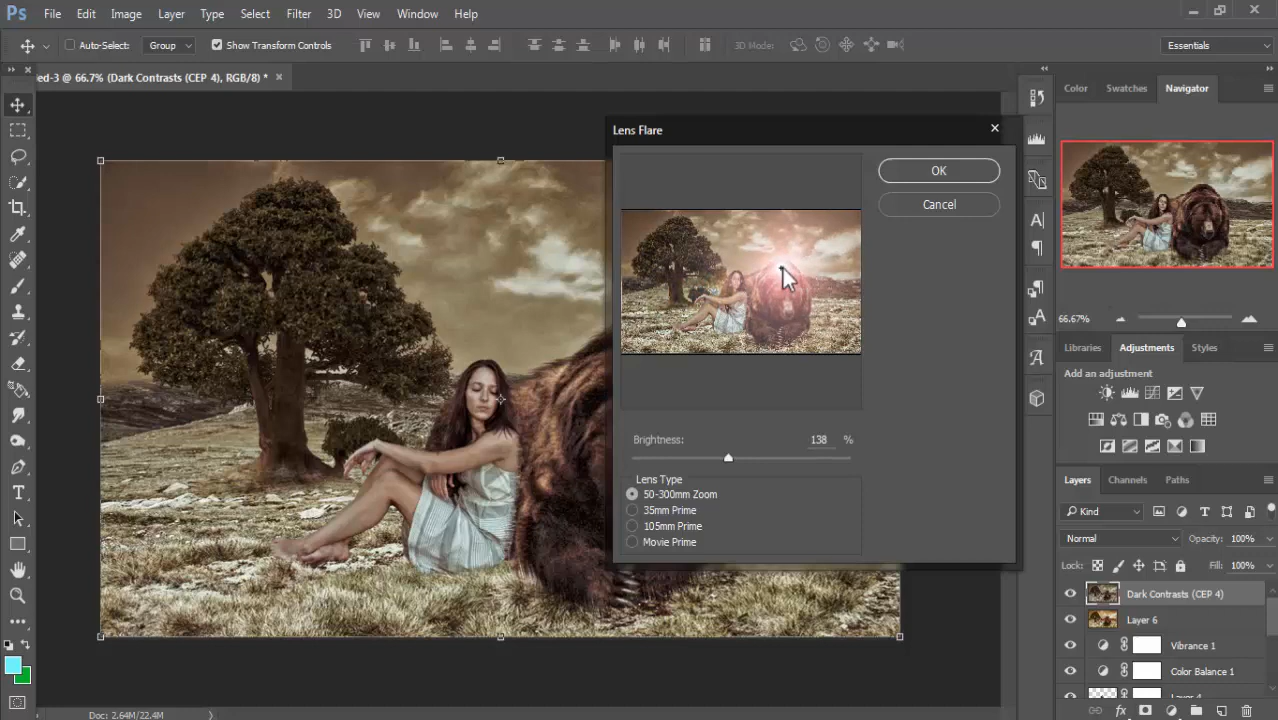 Ps File Edit Image Layer Type Select Filter 3D View Window Help
Auto-Select: Group Show Transform Controls 3D Mode: Essentials
ed-3 @ 66.7% (Dark Contrasts (CEP 4), RGB/8) *
Color Swatches Navigator
Lens Flare
OK
Cancel
66.67%
Libraries Adjustments Styles
Add an adjustment
Brightness: 138 %
Lens Type
50-300mm Zoom
35mm Prime
105mm Prime
Movie Prime
Layers Channels Paths
Kind
Normal Opacity: 100%
Lock: Fill: 100%
Dark Contrasts (CEP 4)
Layer 6
Vibrance 1
Color Balance 1
Layer 4
fx
Doc: 2.64M/22.4M